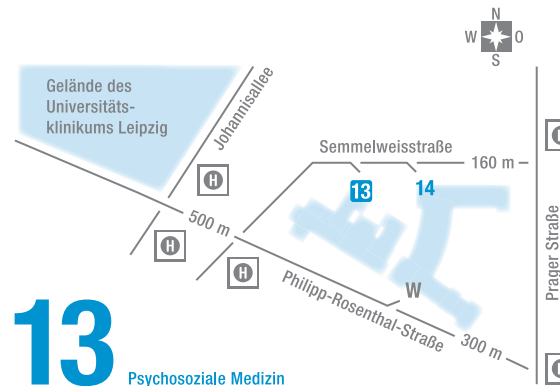 N
W O
S
Gelände des
Universitäts-
klinikums Leipzig
Johannisallee
Semmelweisstraße
160 m
H
13
14
H
500 m
H
H
Prager Straße
W
Philipp-Rosenthal-Straße
300 m
H
H
13 Psychosoziale Medizin